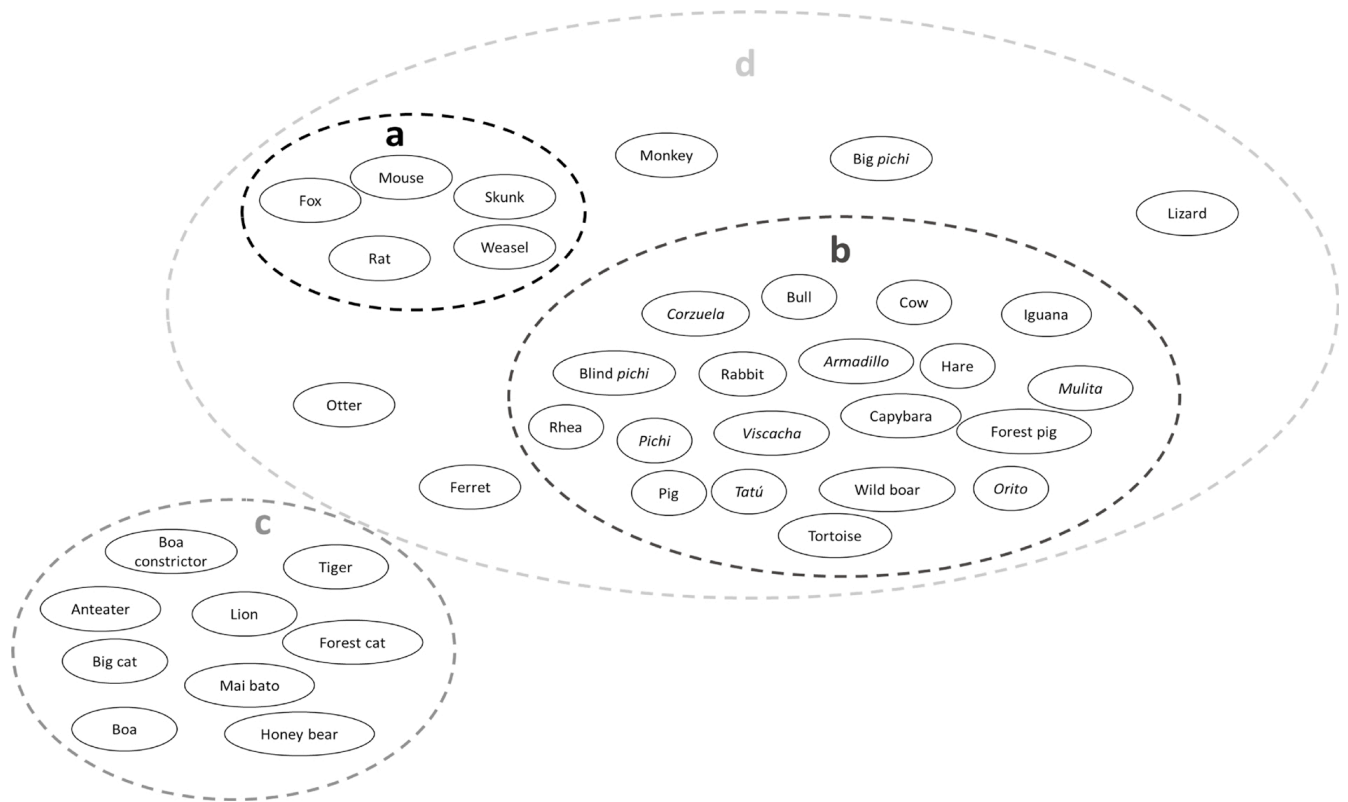 d
a
Monkey
Big pichi
Mouse
Fox
Skunk
Lizard
Weasel
Rat
b
Bull
Cow
Corzuela
Iguana
Armadillo
Hare
Blind pichi
Rabbit
Mulita
Otter
Capybara
Rhea
Pichi
Viscacha
Forest pig
Ferret
Pig
Tatú
Wild boar
Orito
Tortoise
c
Boa
constrictor
Tiger
Anteater
Lion
Forest cat
Big cat
Mai bato
Boa
Honey bear